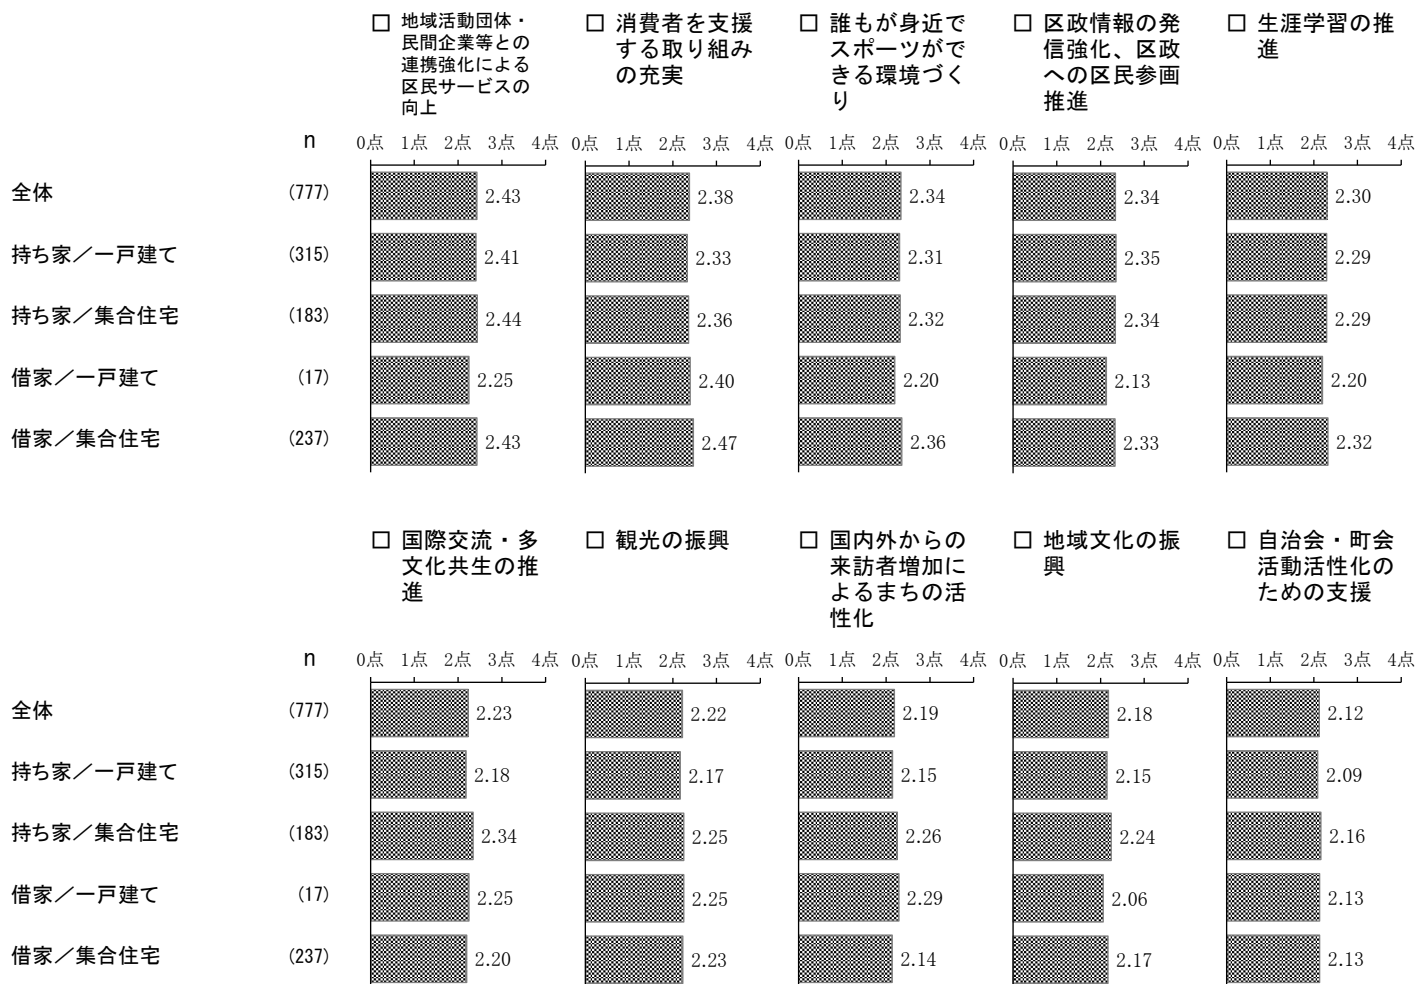 □ 地域活動団体・
民間企業等との
連携強化による
区民サービスの
向上
□ 消費者を支援
する取り組み
の充実
□ 誰もが身近で
スポーツがで
きる環境づく
り
□ 区政情報の発
信強化、区政
への区民参画
推進
□ 生涯学習の推
進
n 0点 1点 2点 3点 4点 0点 1点 2点 3点 4点 0点 1点 2点 3点 4点 0点 1点 2点 3点 4点 0点 1点 2点 3点 4点
全体 (777) 2.43 2.38 2.34 2.34 2.30
持ち家／一戸建て (315) 2.41 2.33 2.31 2.35 2.29
持ち家／集合住宅 (183) 2.44 2.36 2.32 2.34 2.29
借家／一戸建て (17) 2.25 2.40 2.20 2.13 2.20
借家／集合住宅 (237) 2.43 2.47 2.36 2.33 2.32
□ 国際交流・多
文化共生の推
進
□ 観光の振興
□ 国内外からの
来訪者増加に
よるまちの活
性化
□ 地域文化の振
興
□ 自治会・町会
活動活性化の
ための支援
n 0点 1点 2点 3点 4点 0点 1点 2点 3点 4点 0点 1点 2点 3点 4点 0点 1点 2点 3点 4点 0点 1点 2点 3点 4点
全体 (777) 2.23 2.22 2.19 2.18 2.12
持ち家／一戸建て (315) 2.18 2.17 2.15 2.15 2.09
持ち家／集合住宅 (183) 2.34 2.25 2.26 2.24 2.16
借家／一戸建て (17) 2.25 2.25 2.29 2.06 2.13
借家／集合住宅 (237) 2.20 2.23 2.14 2.17 2.13